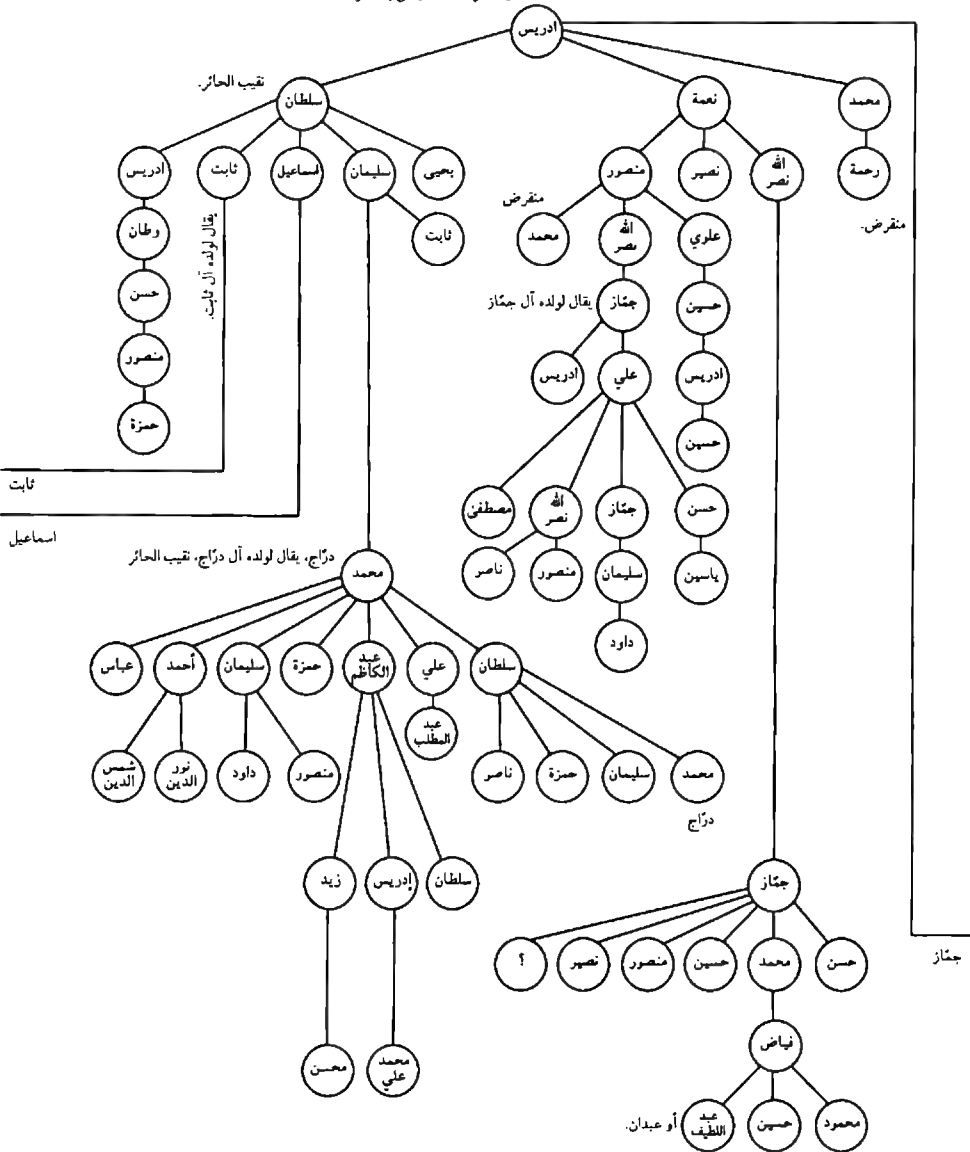 ادريس
نقيب الحائر.
سلطان
نعمة
محمد
ادريس
ثابت
اسماعيل
سليمان
يحيى
منصور
نصير
نصر الله
رحمة
منقرض
منقرض.
وطان
يقال لولده آل ثابت.
ثابت
محمد
نصر الله
علوي
حسن
يقال لولده آل جمّاز
جمّاز
حسين
منصور
ادريس
علي
ادريس
حمزة
حسين
ثابت
مصطفى
نصر الله
جمّاز
حسن
اسماعيل
درّاج، يقال لولده آل درّاج، نقيب الحائر
محمد
ناصر
منصور
سليمان
ياسين
داود
عباس
أحمد
سليمان
حمزة
عبد الكاظم
علي
سلطان
عبد المطلب
شمس الدين
نور الدين
داود
منصور
ناصر
حمزة
سليمان
محمد
درّاج
زيد
إدريس
سلطان
جمّاز
؟
نصير
منصور
حسين
محمد
حسن
جمّاز
فياض
محسن
محمد علي
أو عبدان.
عبد اللطيف
حسين
محمود